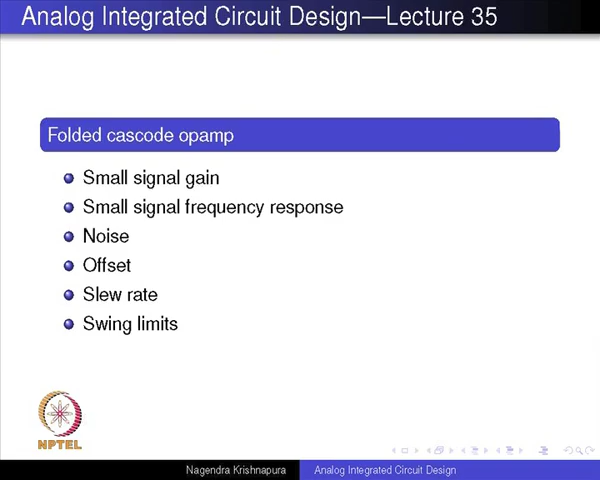 Analog Integrated Circuit Design—Lecture 35
Folded cascode opamp
Small signal gain
Small signal frequency response
Noise
Offset
Slew rate
Swing limits
NPTEL
Nagendra Krishnapura Analog Integrated Circuit Design